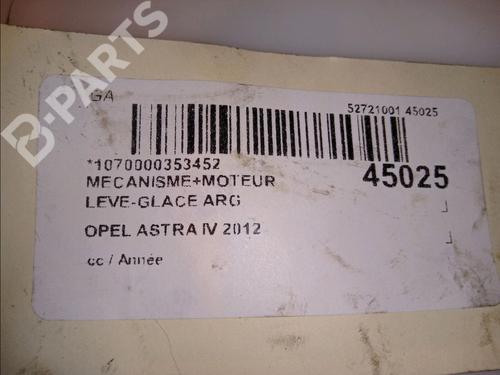 B-PARTS
GA
52721001 45025
*1070000353452
45025
MECANISME+MOTEUR
LEVE-GLACE ARG
OPEL ASTRA IV 2012
cc / Année